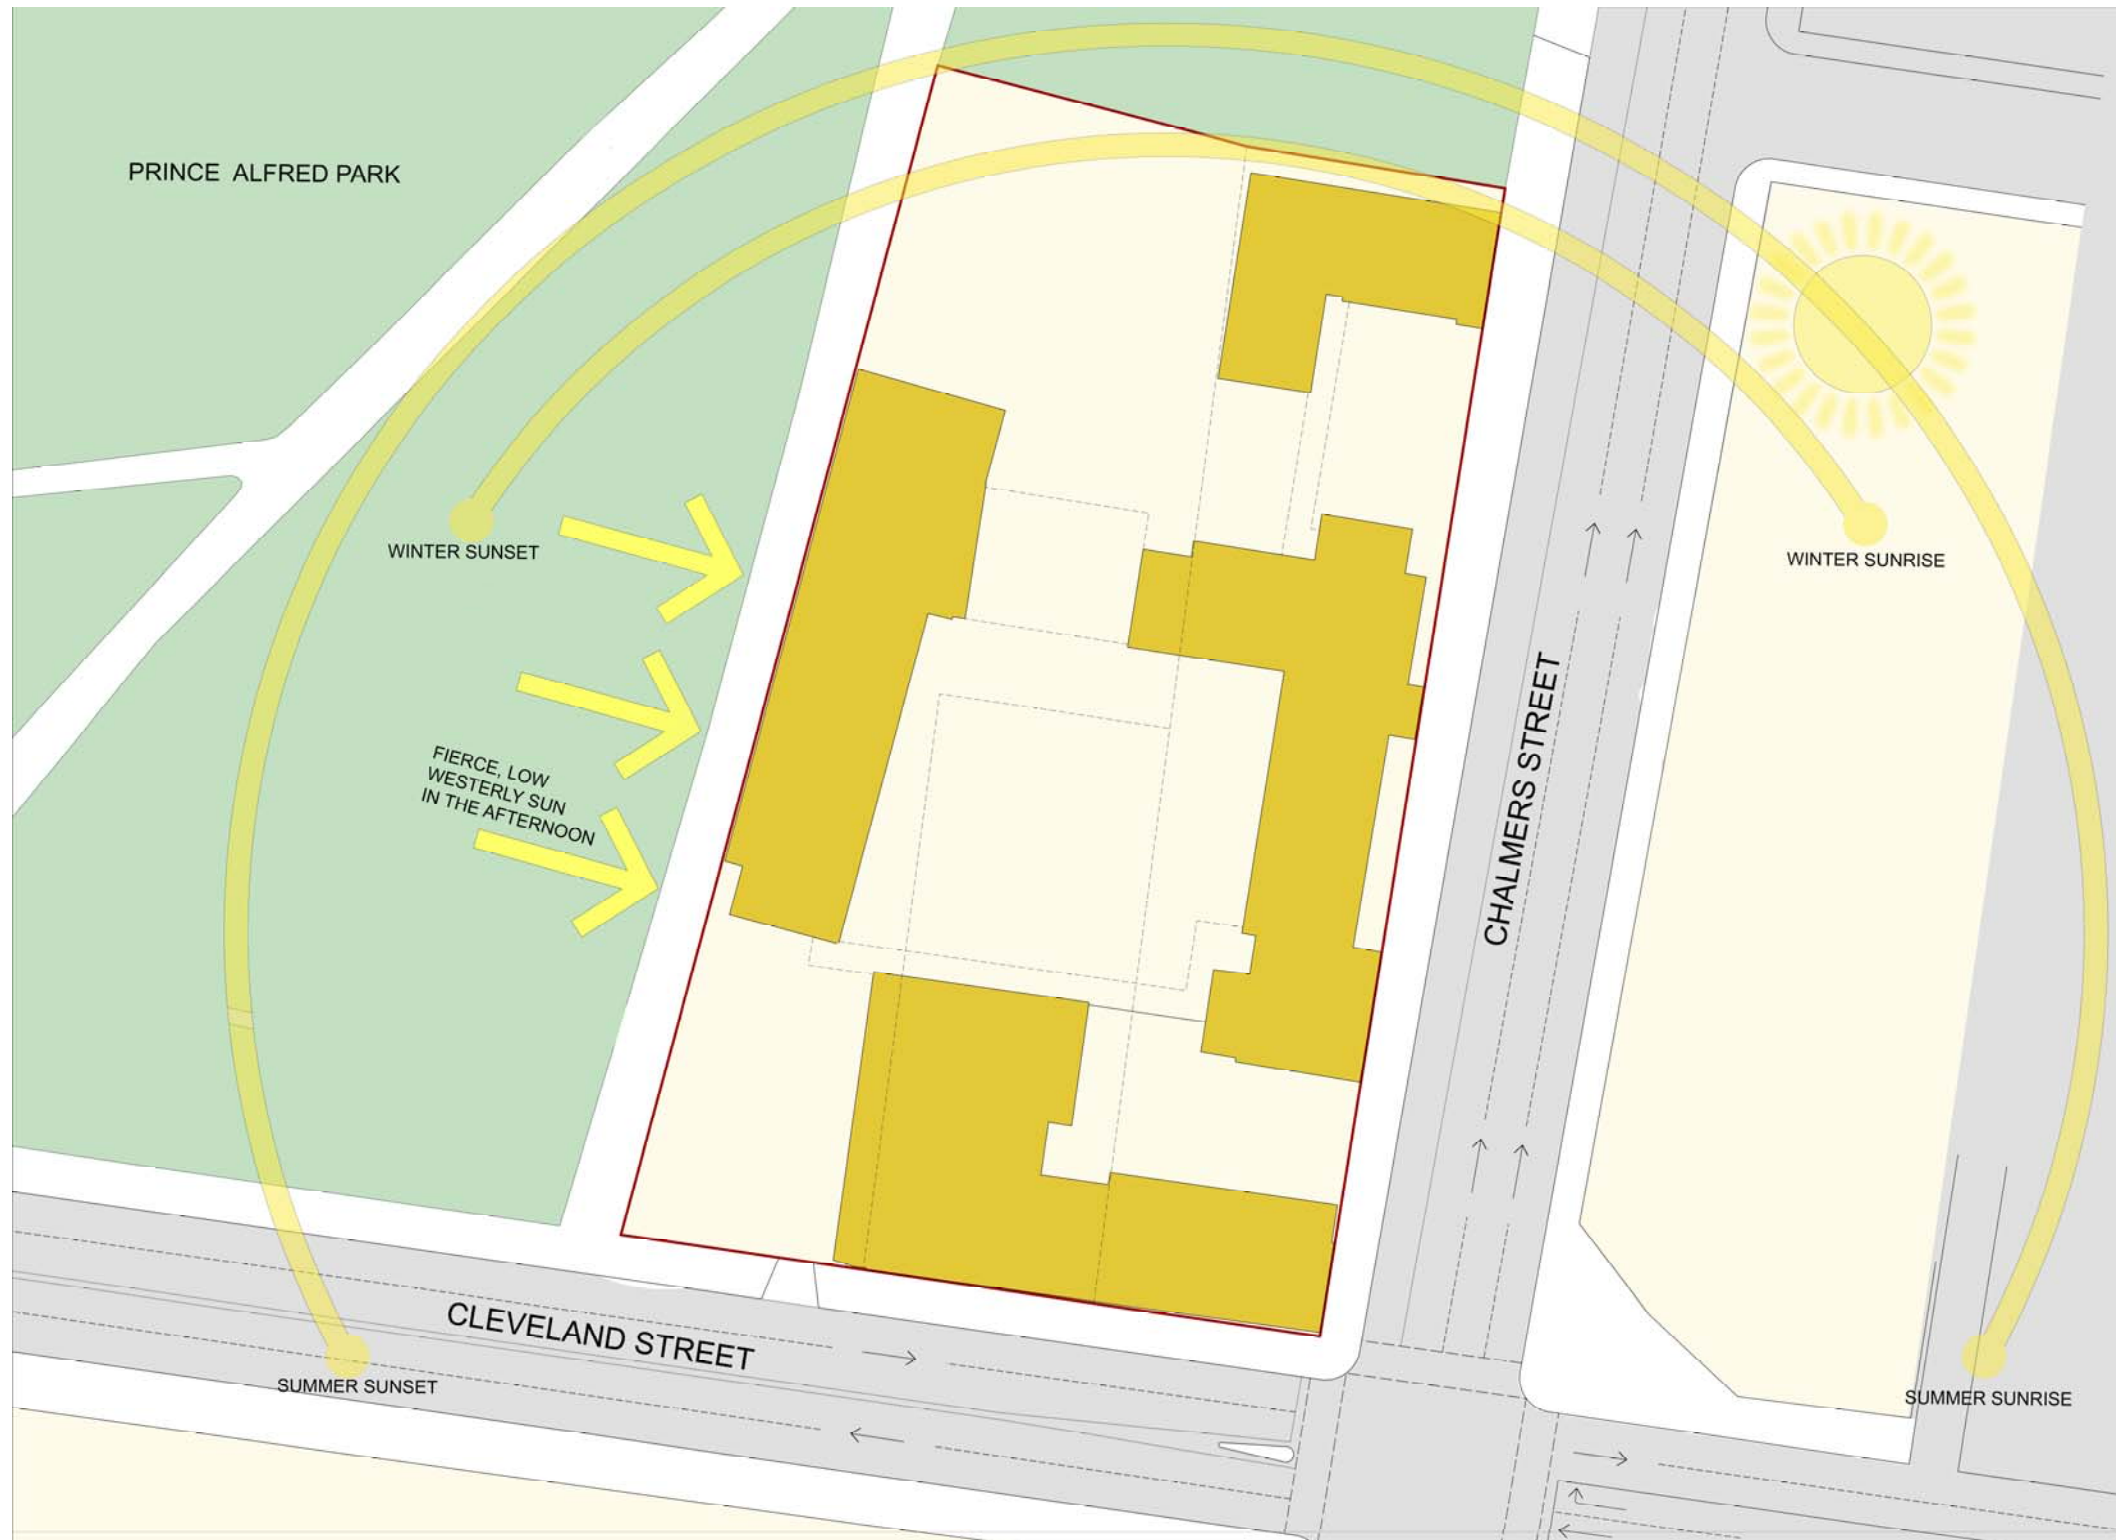 PRINCE ALFRED PARK
WINTER SUNSET
WINTER SUNRISE
FIERCE, LOW
WESTERLY SUN
IN THE AFTERNOON
CHALMERS STREET
CLEVELAND STREET
SUMMER SUNSET
SUMMER SUNRISE